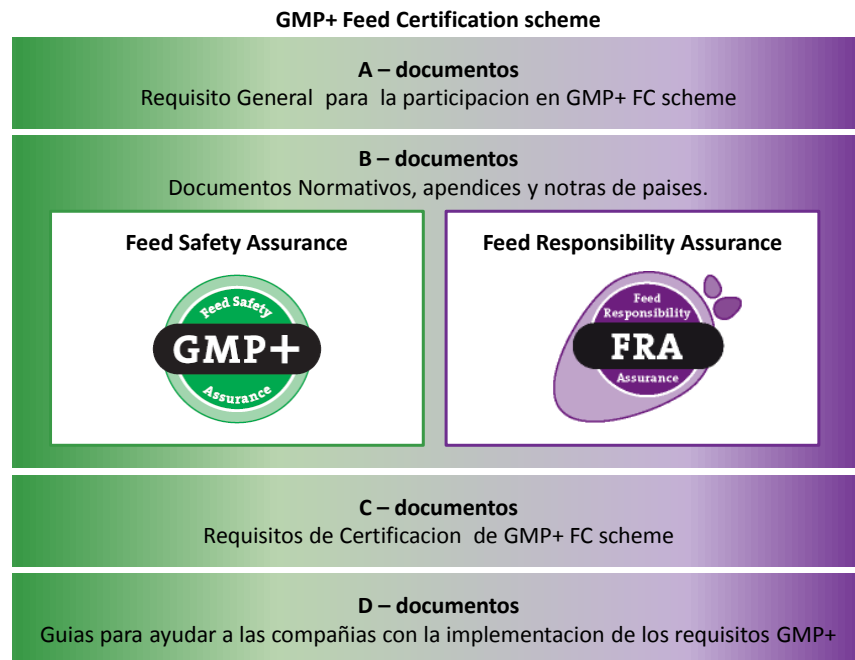 GMP+ Feed Certification scheme
A – documentos
Requisito General para la participacion en GMP+ FC scheme
B – documentos
Documentos Normativos, apendices y notras de paises.
Feed Safety Assurance
Feed Safety
GMP+
Assurance
Feed Responsibility Assurance
Feed
Responsibility
FRA
Assurance
C – documentos
Requisitos de Certificacion de GMP+ FC scheme
D – documentos
Guias para ayudar a las compañias con la implementacion de los requisitos GMP+